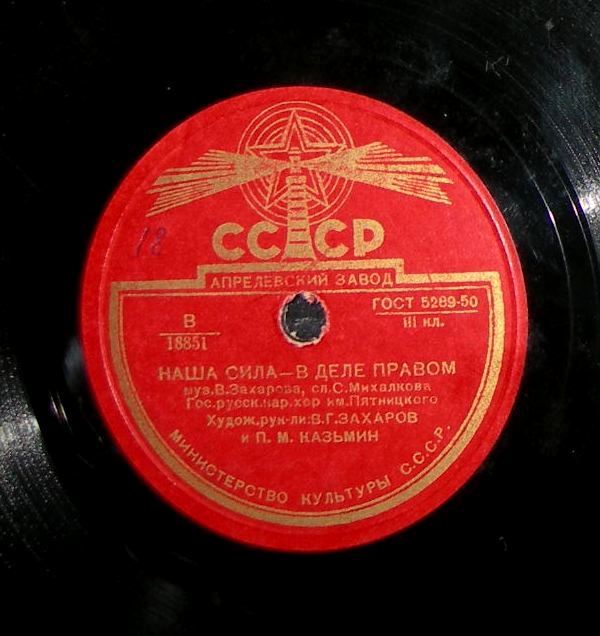 18
СССР
АПРЕЛЕВСКИЙ ЗАВОД
В
18851
ГОСТ 5289-50
III кл.
НАША СИЛА—В ДЕЛЕ ПРАВОМ
муз.В.Захарова, сл.С.Михалкова
Гос.русск.нар.хор им.Пятницкого
Худож.рук-ли:В.Г.ЗАХАРОВ
и П. М. КАЗЬМИН
МИНИСТЕРСТВО КУЛЬТУРЫ С.С.С.Р.